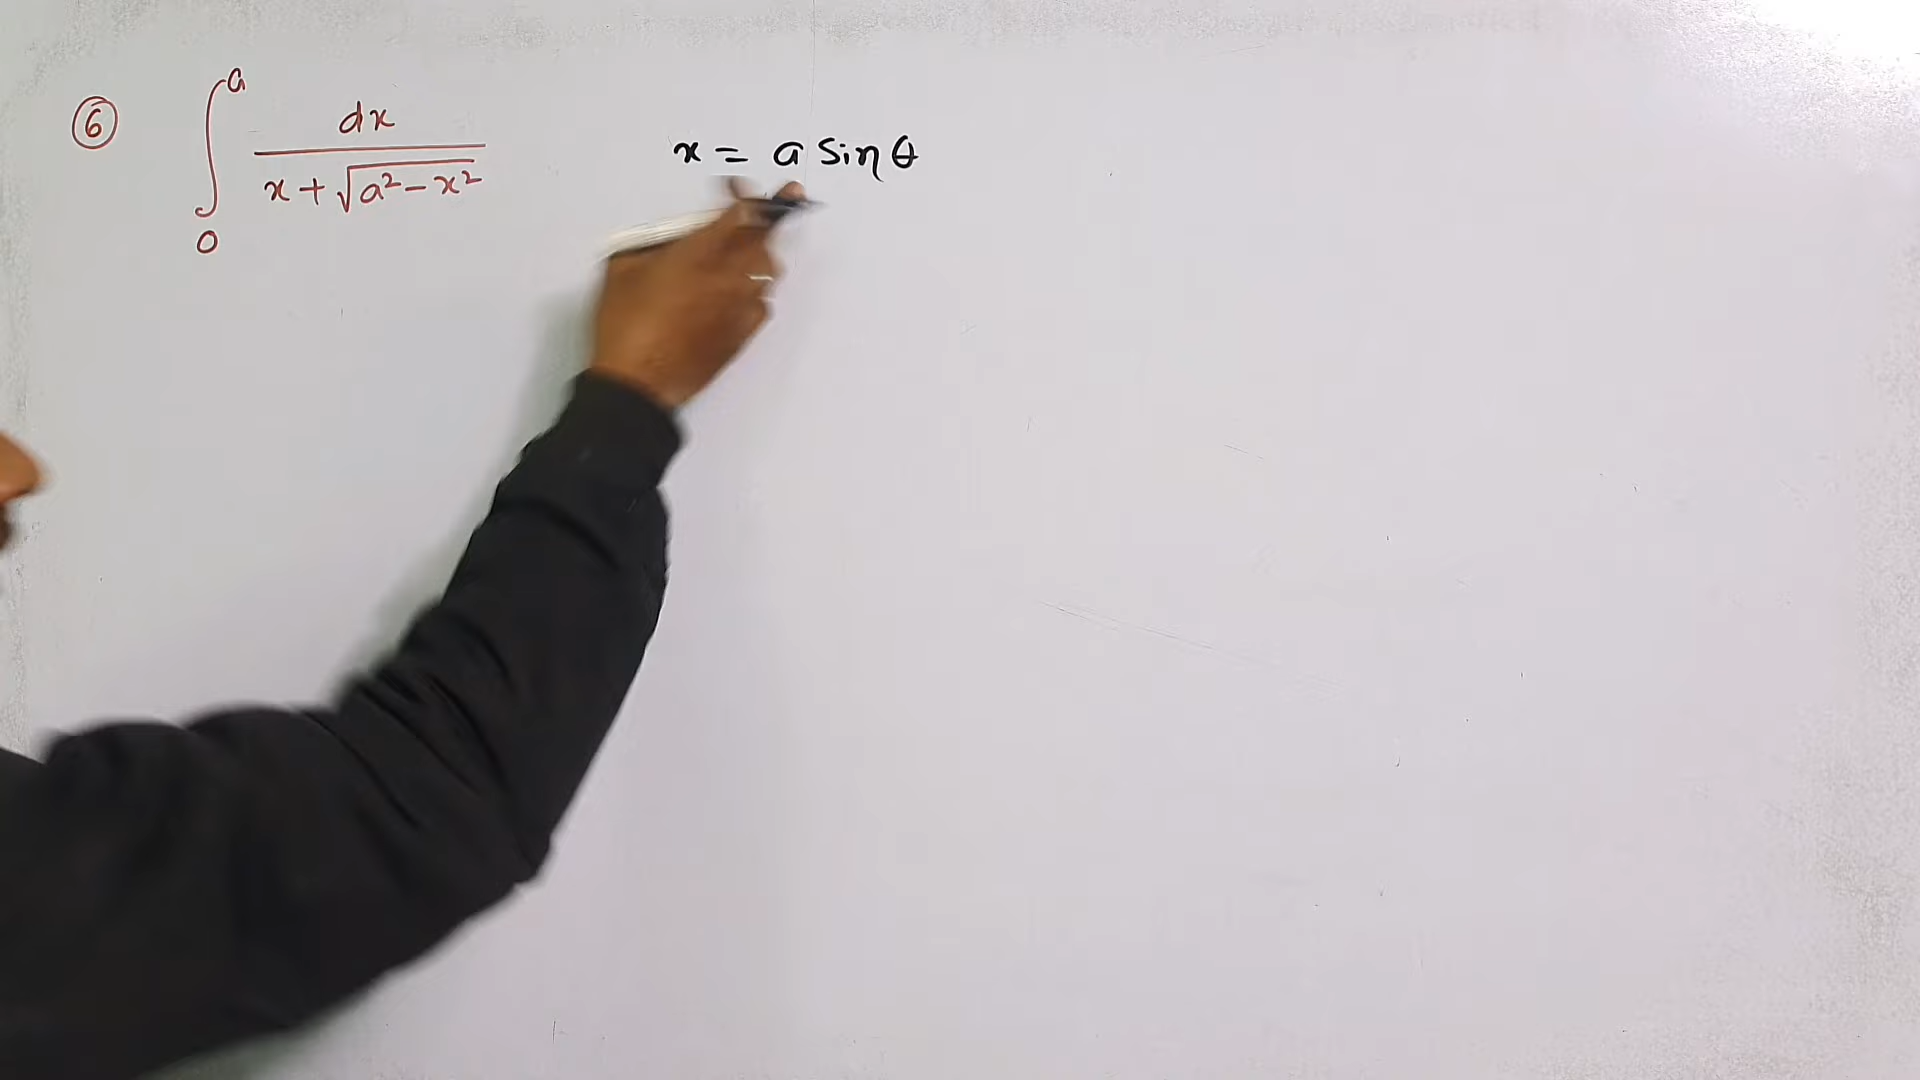 ⑥ ∫₀ᵃ dx / (x + √(a² − x²))
x = a sin θ